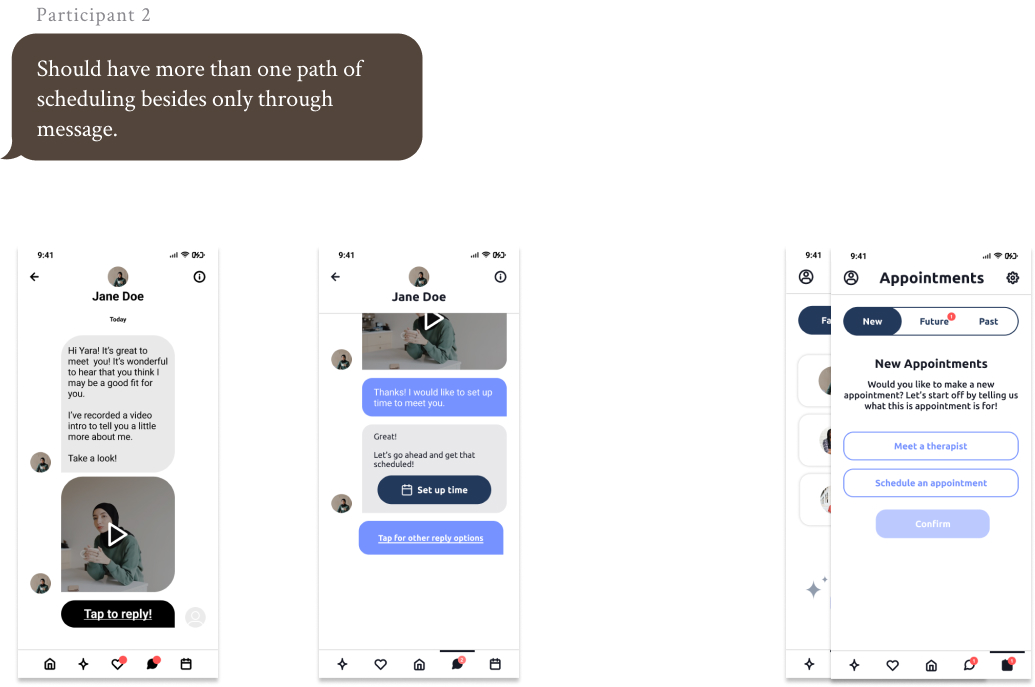 Participant 2
Should have more than one path of
scheduling besides only through
message.
9:41
Jane Doe
Today
Hi Yara! It's great to
meet you! It's wonderful
to hear that you think I
may be a good fit for
you.
I've recorded a video
intro to tell you a little
more about me.
Take a look!
Tap to reply!
9:41
Jane Doe
Thanks! I would like to set up
time to meet you.
Great!
Let's go ahead and get that
scheduled!
Set up time
Tap for other reply options
9:41
Fa
9:41
Appointments
New
Future
1
Past
New Appointments
Would you like to make a new
appointment? Let's start off by telling us
what this is appointment is for!
Meet a therapist
Schedule an appointment
Confirm